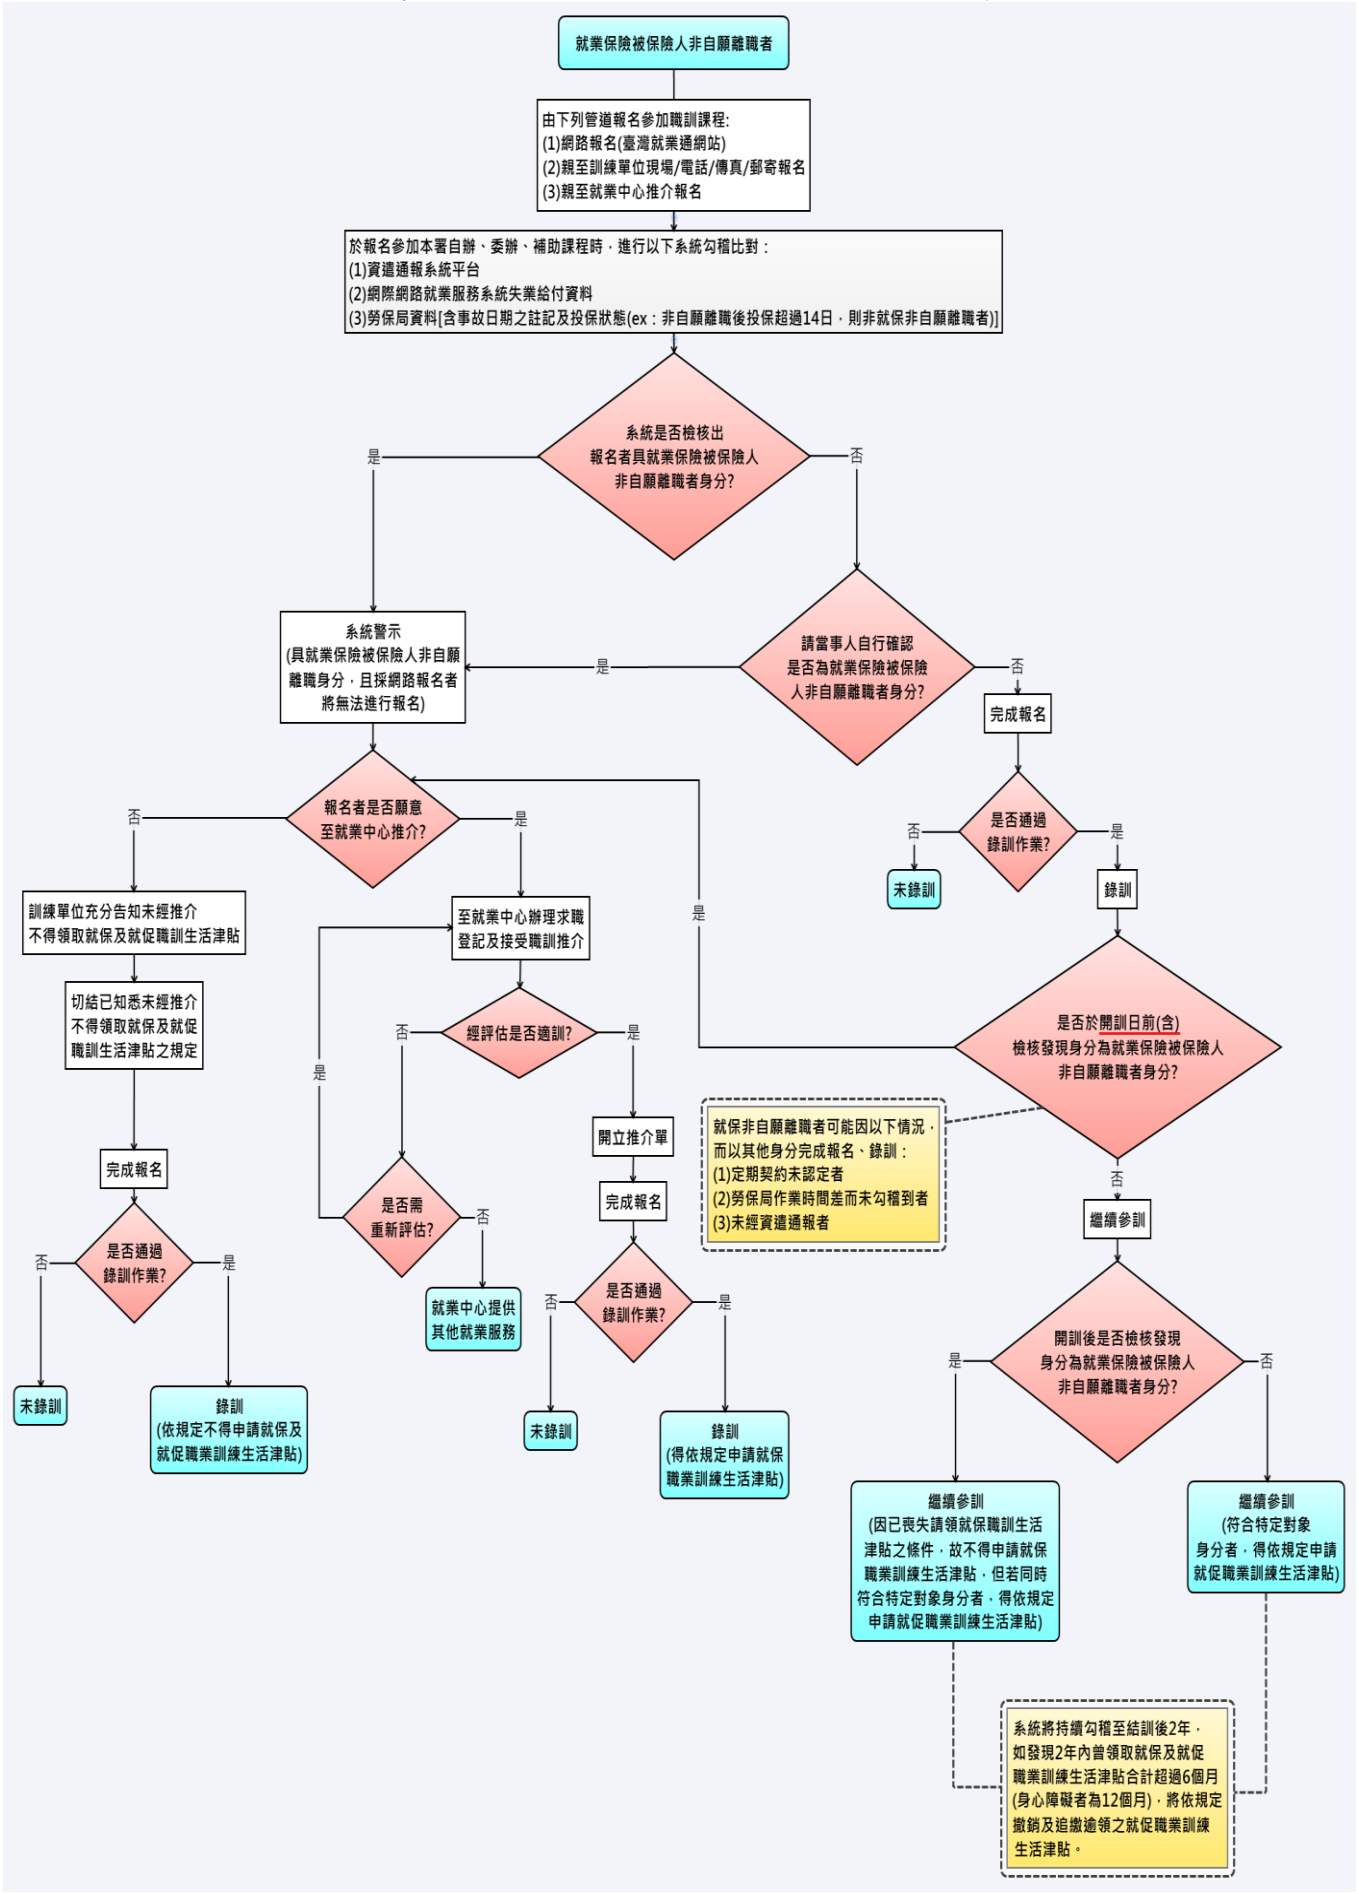 就業保險被保險人非自願離職者
由下列管道報名參加職訓課程:
(1)網路報名(臺灣就業通網站)
(2)親至訓練單位現場/電話/傳真/郵寄報名
(3)親至就業中心推介報名
於報名參加本署自辦、委辦、補助課程時，進行以下系統勾稽比對：
(1)資遣通報系統平台
(2)網際網路就業服務系統失業給付資料
(3)勞保局資料[含事故日期之註記及投保狀態(ex：非自願離職後投保超過14日，則非就保非自願離職者)]
系統是否檢核出
報名者具就業保險被保險人
非自願離職者身分?
是
否
系統警示
(具就業保險被保險人非自願
離職身分，且採網路報名者
將無法進行報名)
是
請當事人自行確認
是否為就業保險被保險
人非自願離職者身分?
否
完成報名
報名者是否願意
至就業中心推介?
否
是
是否通過
錄訓作業?
否
是
未錄訓
錄訓
訓練單位充分告知未經推介
不得領取就保及就促職訓生活津貼
至就業中心辦理求職
登記及接受職訓推介
是
切結已知悉未經推介
不得領取就保及就促
職訓生活津貼之規定
經評估是否適訓?
否
是
是
是否於開訓日前(含)
檢核發現身分為就業保險被保險人
非自願離職者身分?
就保非自願離職者可能因以下情況，
而以其他身分完成報名、錄訓：
(1)定期契約未認定者
(2)勞保局作業時間差而未勾稽到者
(3)未經資遣通報者
開立推介單
完成報名
完成報名
是否需
重新評估?
否
否
繼續參訓
是否通過
錄訓作業?
否
是
就業中心提供
其他就業服務
是否通過
錄訓作業?
否
是
開訓後是否檢核發現
身分為就業保險被保險人
非自願離職者身分?
是
否
未錄訓
錄訓
(依規定不得申請就保及
就促職業訓練生活津貼)
未錄訓
錄訓
(得依規定申請就保
職業訓練生活津貼)
繼續參訓
(因已喪失請領就保職訓生活
津貼之條件，故不得申請就保
職業訓練生活津貼，但若同時
符合特定對象身分者，得依規定
申請就促職業訓練生活津貼)
繼續參訓
(符合特定對象
身分者，得依規定申請
就促職業訓練生活津貼)
系統將持續勾稽至結訓後2年，
如發現2年內曾領取就保及就促
職業訓練生活津貼合計超過6個月
(身心障礙者為12個月)，將依規定
撤銷及追繳逾領之就促職業訓練
生活津貼。